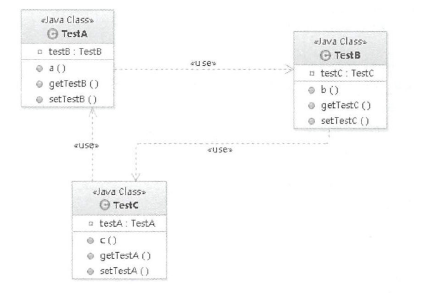 «Java Class»
TestA
testB : TestB
a ( )
getTestB ( )
setTestB ( )
«use»
«Java Class»
TestB
testC : TestC
b ( )
getTestC ( )
setTestC ( )
«use»
«use»
«Java Class»
TestC
testA : TestA
c ( )
getTestA ( )
setTestA ( )